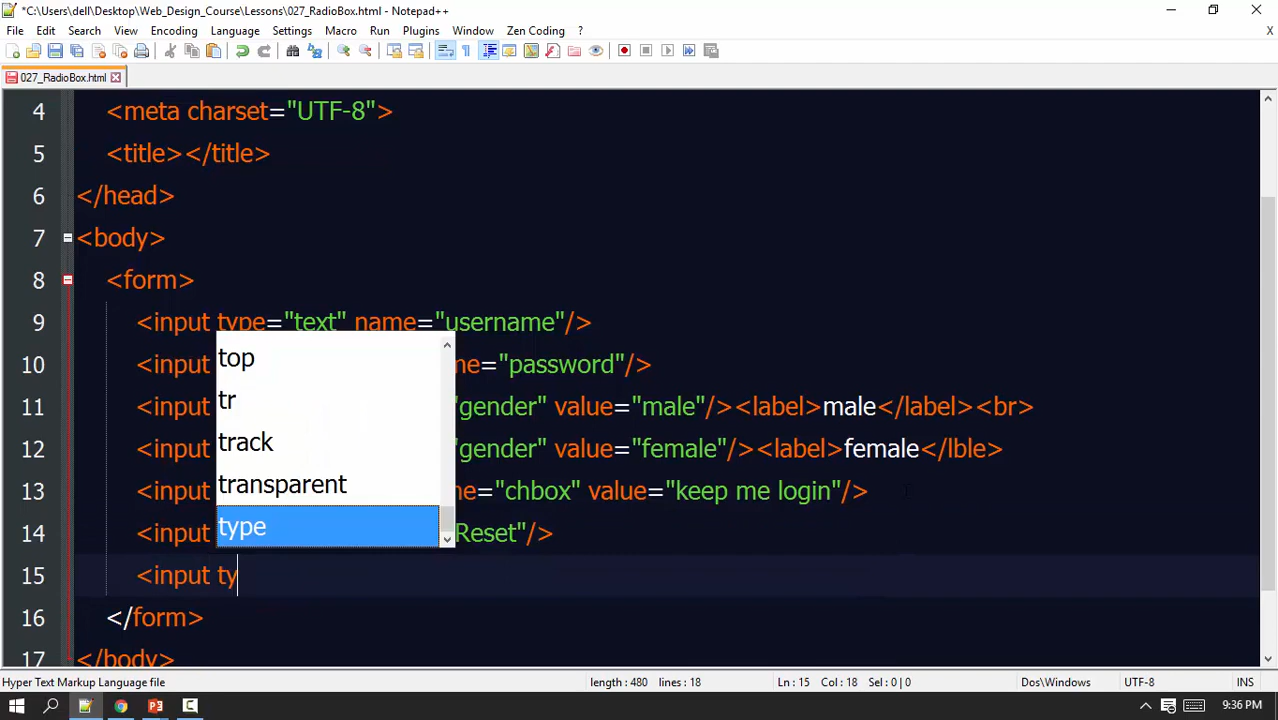 *C:\Users\dell\Desktop\Web_Design_Course\Lessons\027_RadioBox.html - Notepad++
File Edit Search View Encoding Language Settings Macro Run Plugins Window Zen Coding ? X
027_RadioBox.html
4 <meta charset="UTF-8">
5 <title></title>
6 </head>
7 <body>
8 <form>
9 <input type="text" name="username"/>
top
10 <input me="password"/>
tr
11 <input "gender" value="male"/><label>male</label><br>
track
12 <input "gender" value="female"/><label>female</lble>
transparent
13 <input me="chbox" value="keep me login"/>
type
14 <input Reset"/>
15 <input ty
16 </form>
17 </body>
Hyper Text Markup Language file length : 480 lines : 18 Ln : 15 Col : 18 Sel : 0 | 0 Dos\Windows UTF-8 INS
9:36 PM